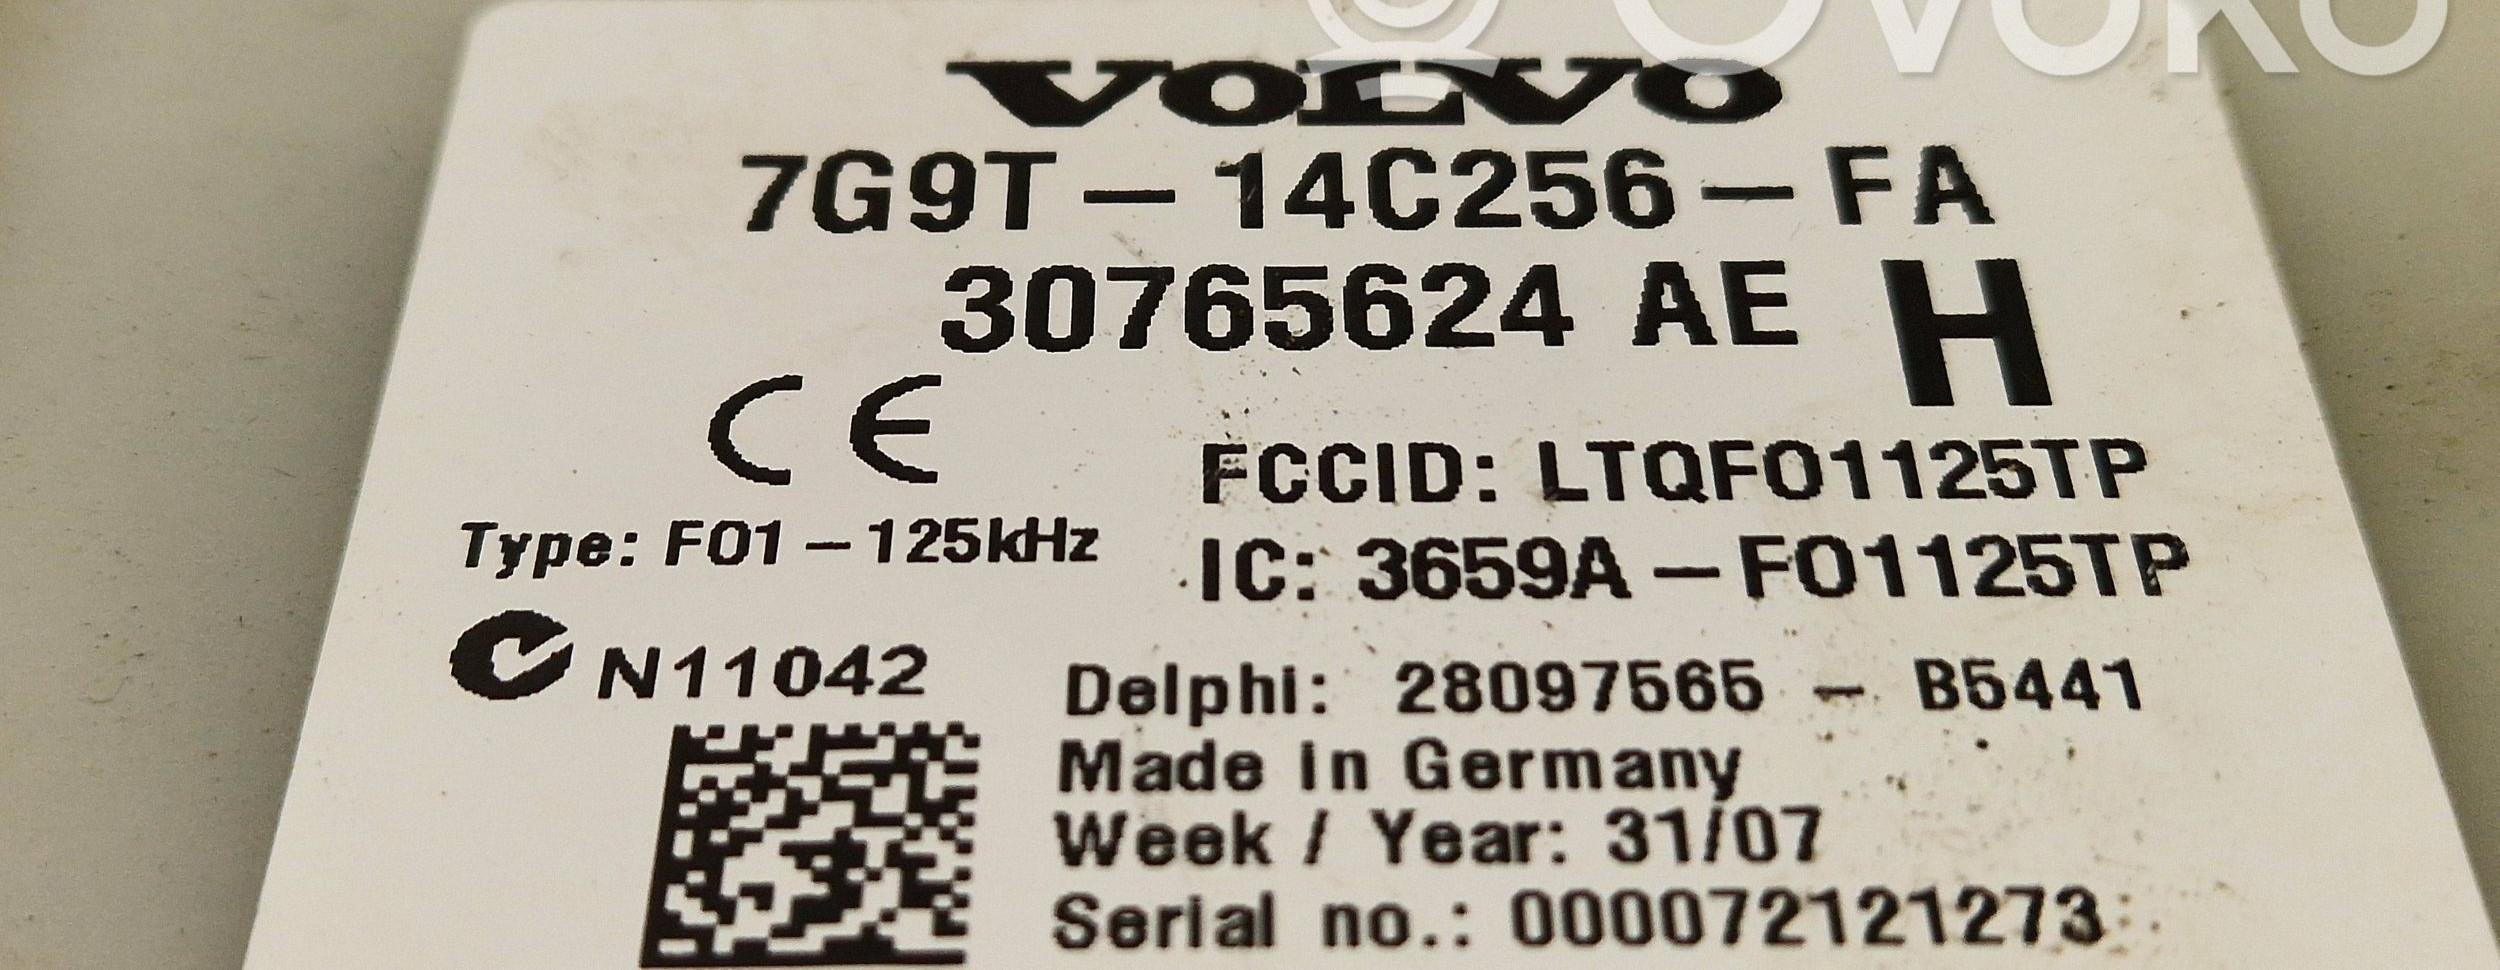 OVOKO
VOLVO
7G9T-14C256-FA
30765624 AE H
CE
FCCID: LTQFO1125TP
Type: FO1-125kHz
IC: 3659A-FO1125TP
N11042
Delphi: 28097565 - B5441
Made in Germany
Week / Year: 31/07
Serial no.: 000072121273